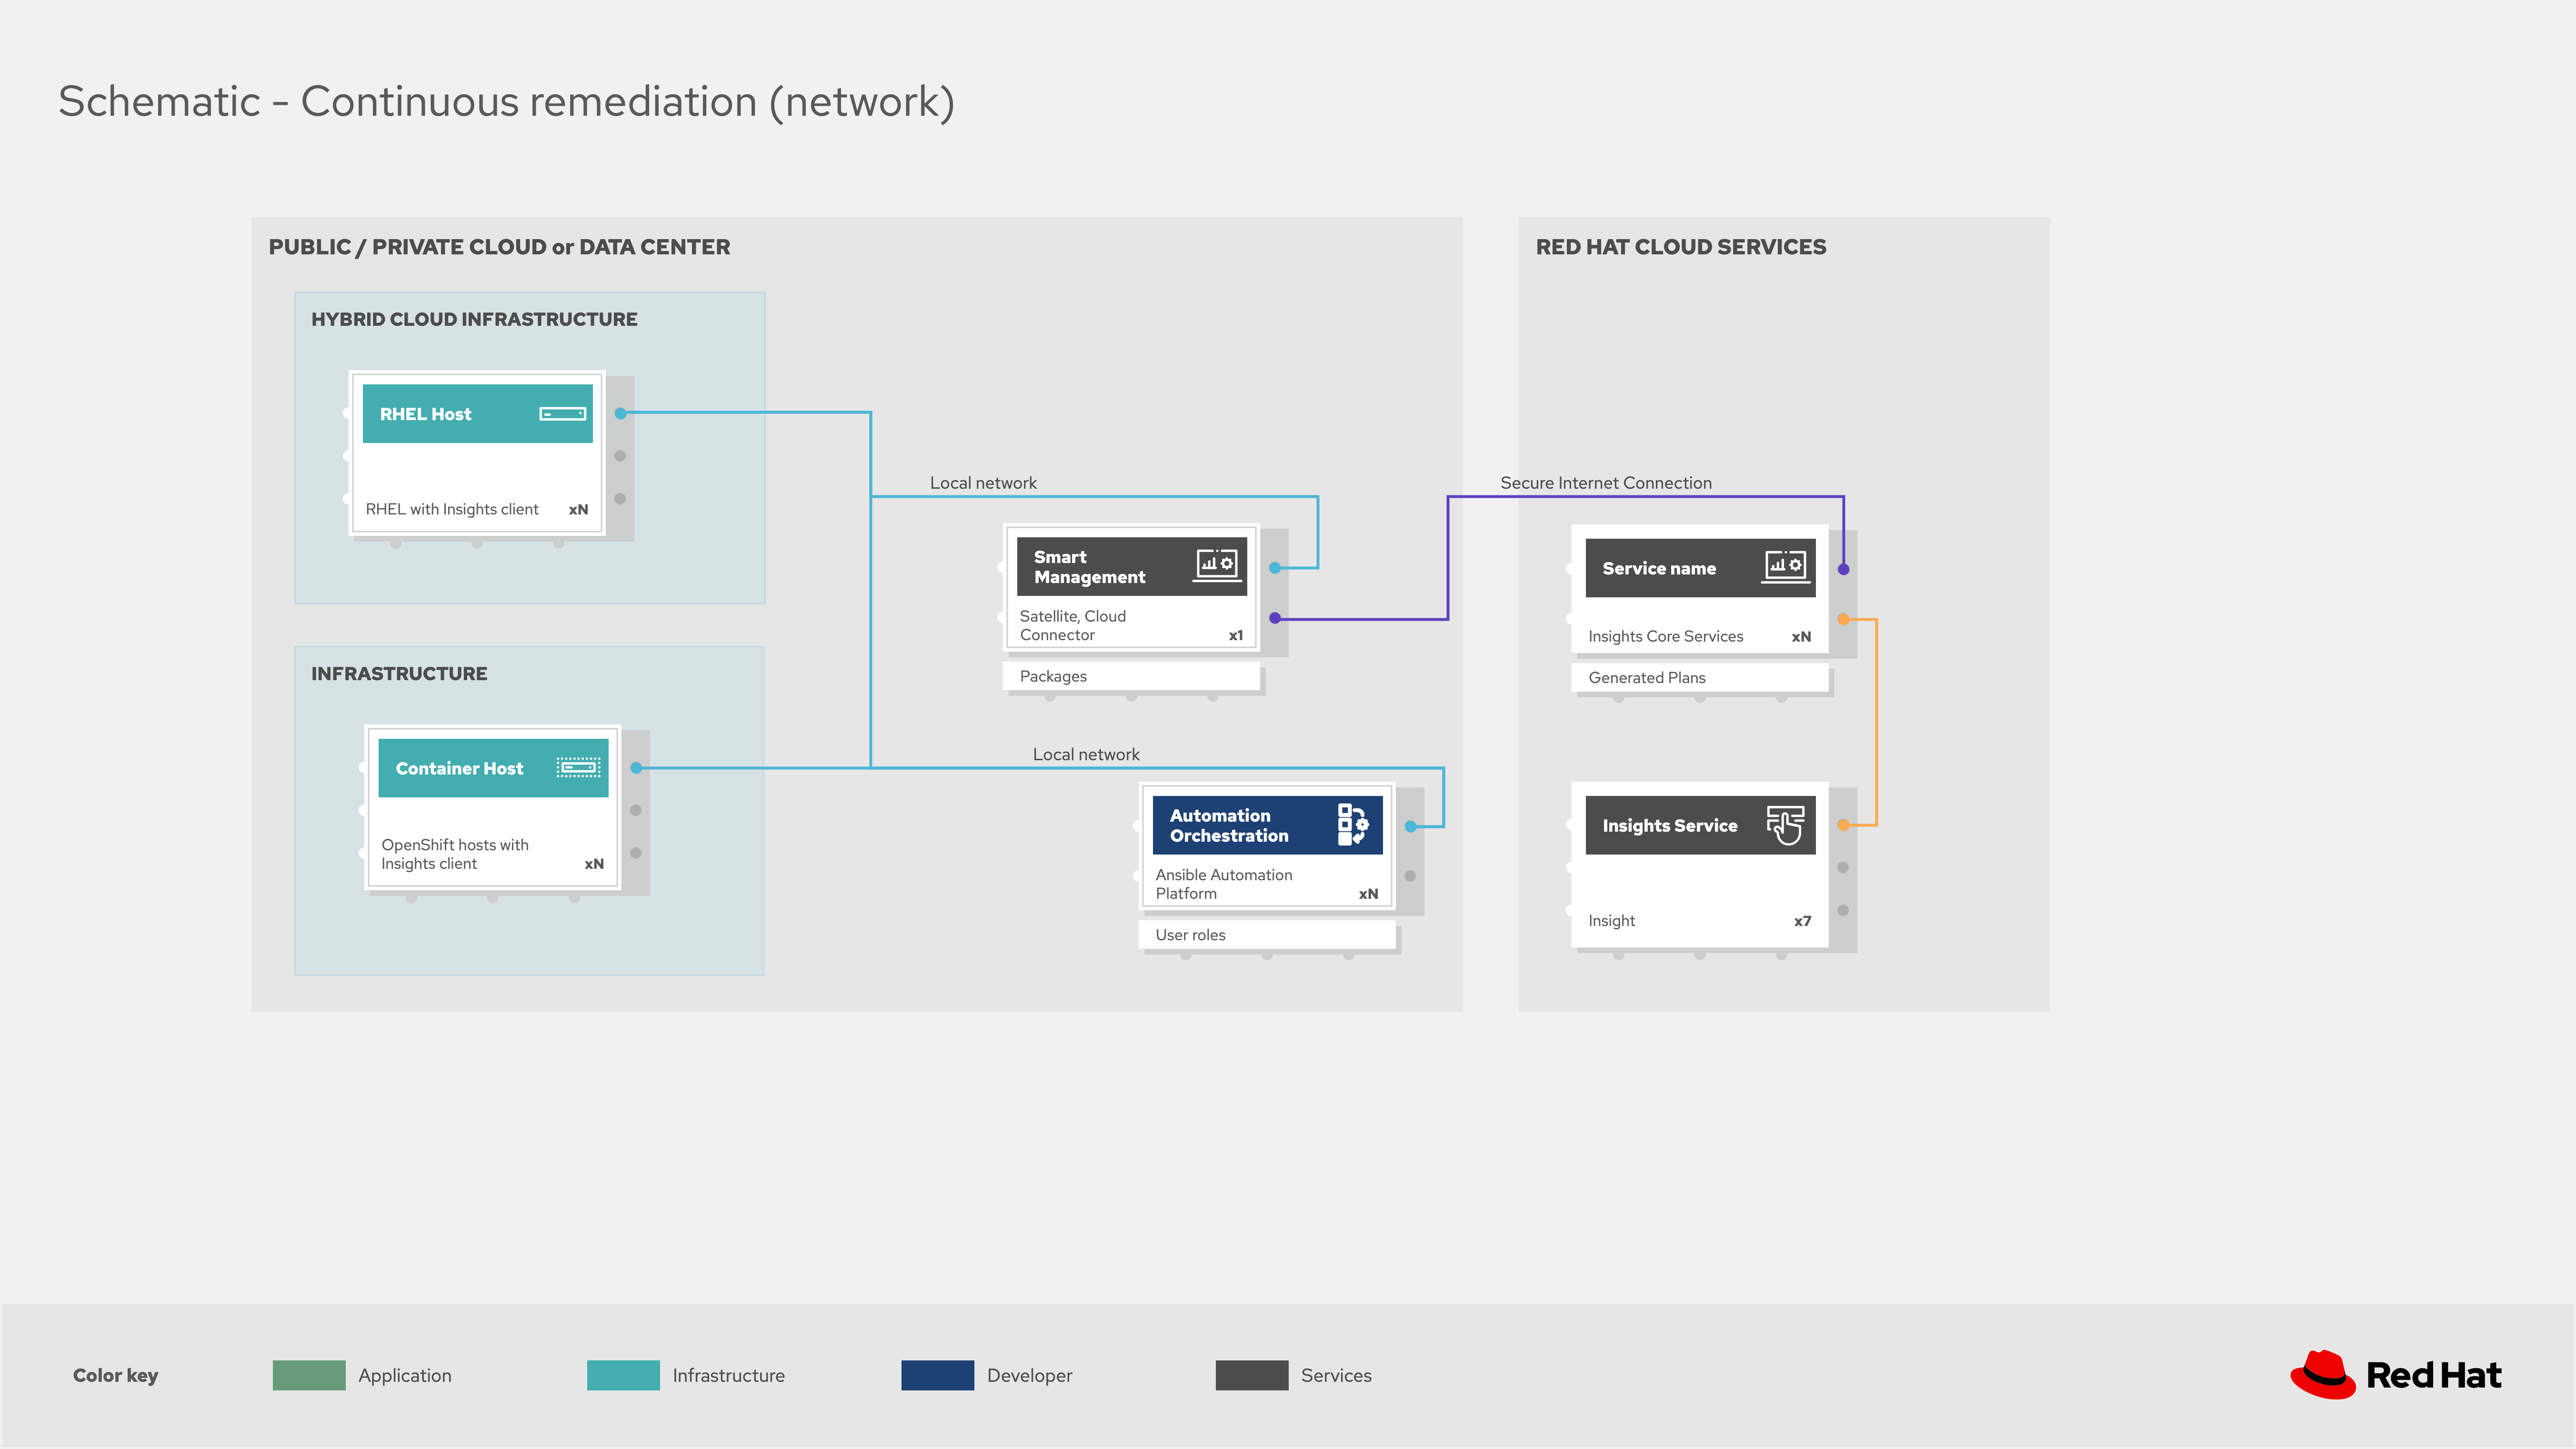 Schematic - Continuous remediation (network)
PUBLIC / PRIVATE CLOUD or DATA CENTER
HYBRID CLOUD INFRASTRUCTURE
RHEL Host
RHEL with Insights client xN
INFRASTRUCTURE
Container Host
OpenShift hosts with
Insights client xN
Local network
Smart
Management
Satellite, Cloud
Connector x1
Packages
Local network
Automation
Orchestration
Ansible Automation
Platform xN
User roles
RED HAT CLOUD SERVICES
Secure Internet Connection
Service name
Insights Core Services xN
Generated Plans
Insights Service
Insight x7
Color key
Application
Infrastructure
Developer
Services
Red Hat